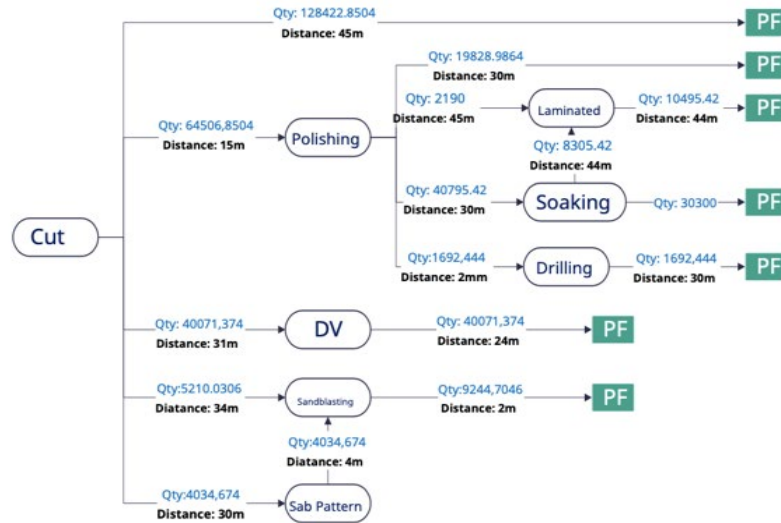 Qty: 128422.8504
Distance: 45m
PF
Qty: 19828.9864
Distance: 30m
PF
Qty: 2190
Distance: 45m
Laminated
Qty: 10495.42
Distance: 44m
PF
Qty: 64506,8504
Distance: 15m
Polishing
Qty: 8305.42
Distance: 44m
Qty: 40795.42
Distance: 30m
Soaking
Qty: 30300
PF
Cut
Qty:1692,444
Distance: 2mm
Drilling
Qty: 1692,444
Distance: 30m
PF
Qty: 40071,374
Distance: 31m
DV
Qty: 40071,374
Distance: 24m
PF
Qty:5210.0306
Diatance: 34m
Sandblasting
Qty:9244,7046
Distance: 2m
PF
Qty:4034,674
Diatance: 4m
Qty:4034,674
Distance: 30m
Sab Pattern